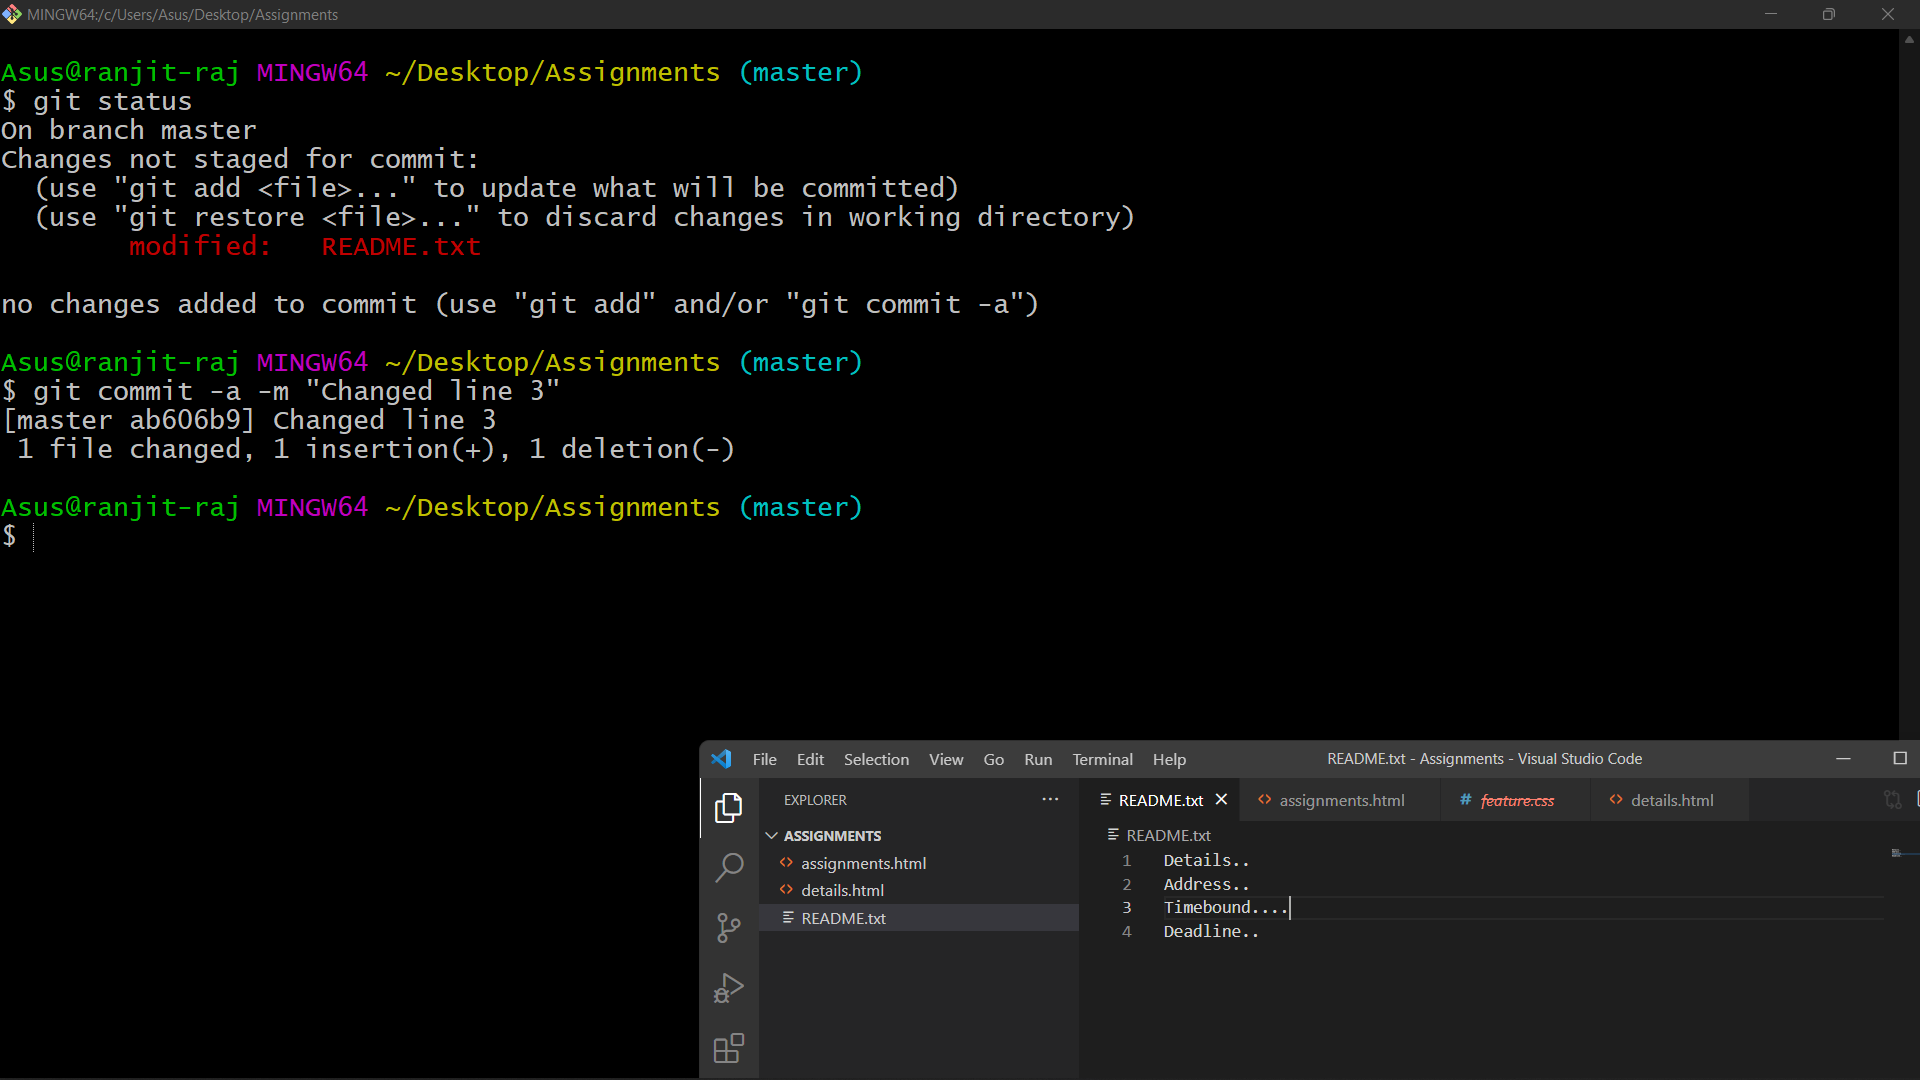 MINGW64:/c/Users/Asus/Desktop/Assignments
Asus@ranjit-raj MINGW64 ~/Desktop/Assignments (master)
$ git status
On branch master
Changes not staged for commit:
  (use "git add <file>..." to update what will be committed)
  (use "git restore <file>..." to discard changes in working directory)
        modified:   README.txt
no changes added to commit (use "git add" and/or "git commit -a")
Asus@ranjit-raj MINGW64 ~/Desktop/Assignments (master)
$ git commit -a -m "Changed line 3"
[master ab606b9] Changed line 3
 1 file changed, 1 insertion(+), 1 deletion(-)
Asus@ranjit-raj MINGW64 ~/Desktop/Assignments (master)
$
File Edit Selection View Go Run Terminal Help README.txt - Assignments - Visual Studio Code
EXPLORER ···
ASSIGNMENTS
assignments.html
details.html
README.txt
README.txt assignments.html # feature.css details.html
README.txt
1 Details..
2 Address..
3 Timebound....
4 Deadline..